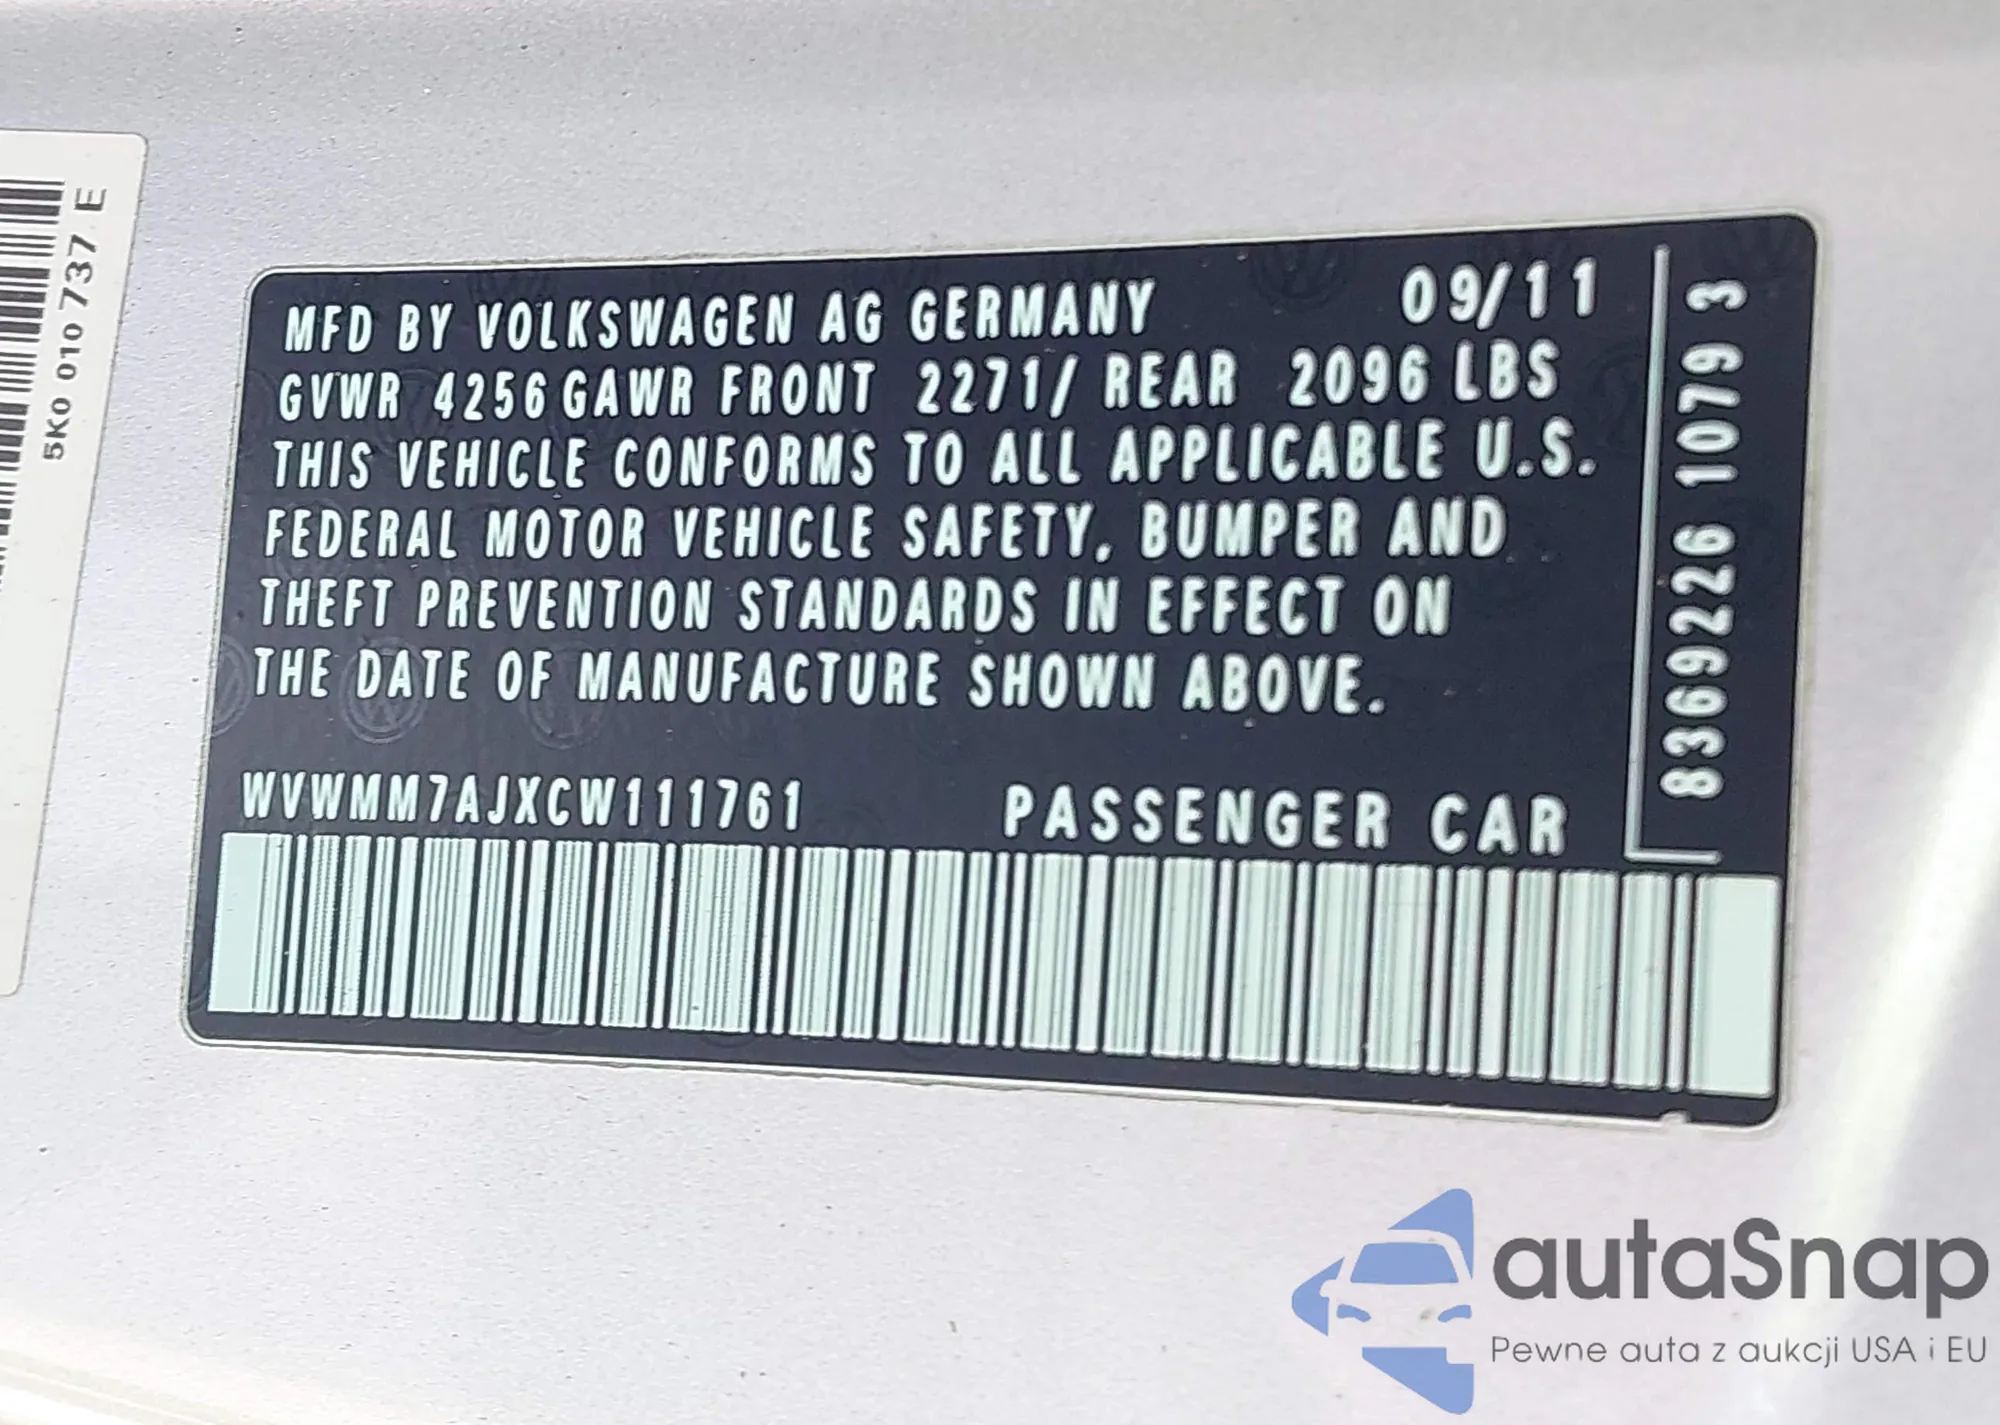 5K0 010 737 E
MFD BY VOLKSWAGEN AG GERMANY 09/11
GVWR 4256 GAWR FRONT 2271/ REAR 2096 LBS
THIS VEHICLE CONFORMS TO ALL APPLICABLE U.S.
FEDERAL MOTOR VEHICLE SAFETY, BUMPER AND
THEFT PREVENTION STANDARDS IN EFFECT ON
THE DATE OF MANUFACTURE SHOWN ABOVE.
WVWMM7AJXCW111761 PASSENGER CAR
8369226 1079 3
autaSnap
Pewne auta z aukcji USA i EU